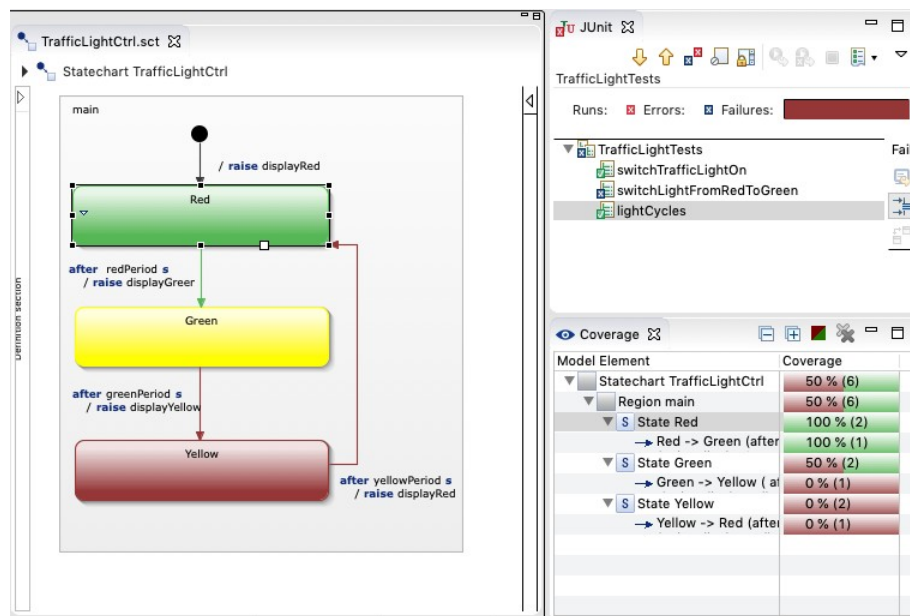 TrafficLightCtrl.sct
Statechart TrafficLightCtrl
Definition section
main
/ raise displayRed
Red
after redPeriod s
/ raise displayGreer
Green
after greenPeriod s
/ raise displayYellow
Yellow
after yellowPeriod s
/ raise displayRed
JUnit
TrafficLightTests
Runs: Errors: Failures:
TrafficLightTests
Fai
switchTrafficLightOn
switchLightFromRedToGreen
lightCycles
Coverage
Model Element Coverage
Statechart TrafficLightCtrl 50 % (6)
Region main 50 % (6)
S State Red 100 % (2)
Red -> Green (after 100 % (1)
S State Green 50 % (2)
Green -> Yellow ( af 0 % (1)
S State Yellow 0 % (2)
Yellow -> Red (after 0 % (1)